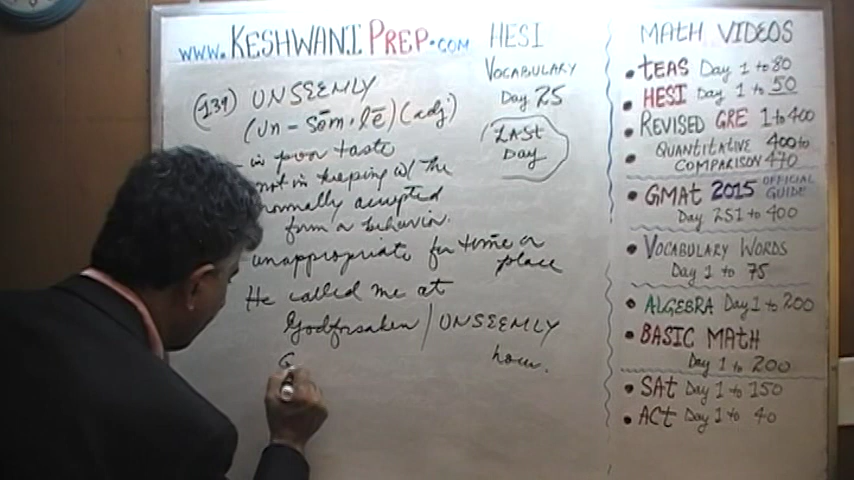 www.KESHWANIPREP.COM
(139) UNSEEMLY
(un - sēm · lē) (adj)
- in poor taste
not in keeping w/ the
normally accepted
form or behavior.
unappropriate for time or
place
He called me at
Godforsaken / UNSEEMLY
hour.
G
HESI
VOCABULARY
Day 25
LAST
Day
MATH VIDEOS
• TEAS Day 1 to 80
• HESI Day 1 to 50
• REVISED GRE 1 to 400
• QUANTITATIVE 400 to
COMPARISON 470
• GMAT 2015 OFFICIAL
GUIDE
Day 251 to 400
• VOCABULARY WORDS
Day 1 to 75
• ALGEBRA Day 1 to 200
• BASIC MATH
Day 1 to 200
• SAT Day 1 to 150
• ACT Day 1 to 40